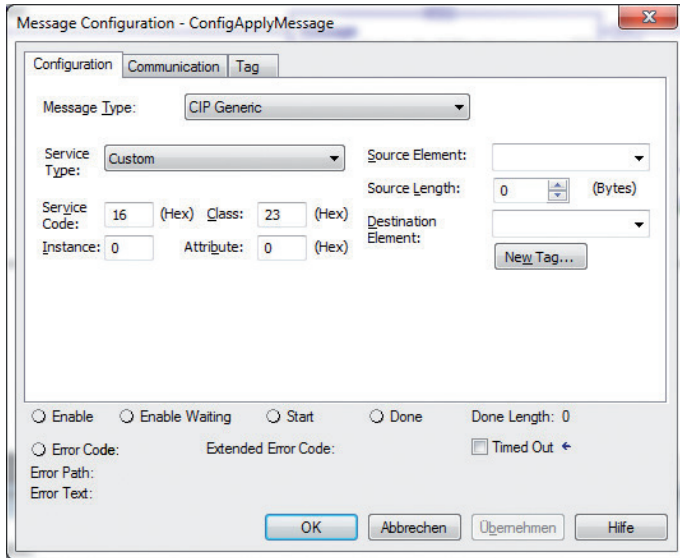 Message Configuration - ConfigApplyMessage
Configuration Communication Tag
Message Type: CIP Generic
Service Type: Custom
Source Element:
Source Length: 0 (Bytes)
Service Code: 16 (Hex) Class: 23 (Hex)
Destination Element:
Instance: 0 Attribute: 0 (Hex)
New Tag...
Enable Enable Waiting Start Done Done Length: 0
Error Code: Extended Error Code: Timed Out
Error Path:
Error Text:
OK Abbrechen Übernehmen Hilfe